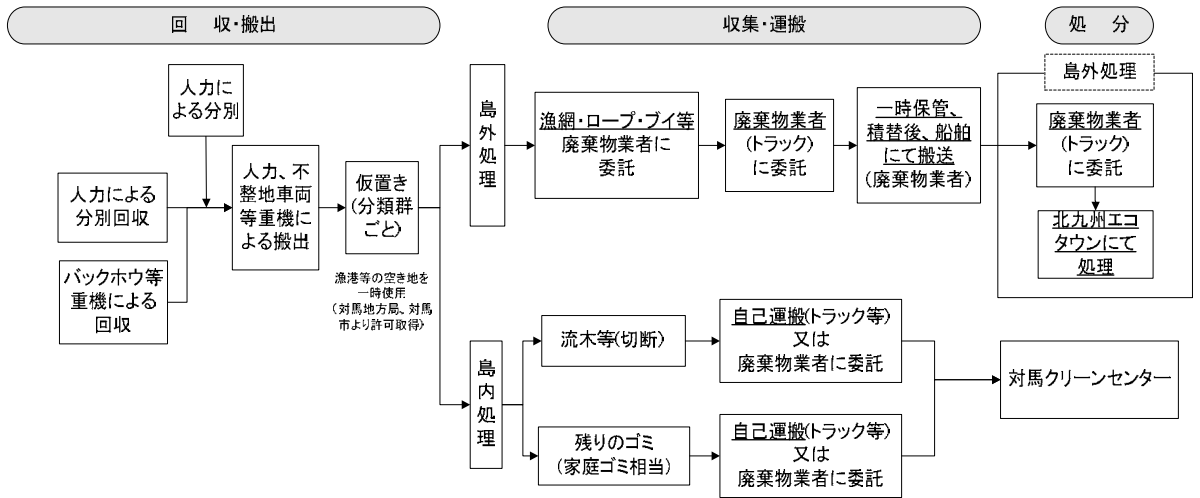 回　収・搬出
収集・運搬
処　分
人力に
よる分別
人力による
分別回収
バックホウ等
重機による
回収
人力、不
整地車両
等重機に
よる搬出
仮置き
(分類群
ごと)
漁港等の空き地を
一時使用
(対馬地方局、対馬
市より許可取得)
島外処理
漁網・ロープ・ブイ等
廃棄物業者に
委託
廃棄物業者
(トラック)
に委託
一時保管、
積替後、船舶
にて搬送
(廃棄物業者)
島外処理
廃棄物業者
(トラック)
に委託
北九州エコ
タウンにて
処理
島内処理
流木等(切断)
自己運搬(トラック等)
又は
廃棄物業者に委託
残りのゴミ
(家庭ゴミ相当)
自己運搬(トラック等)
又は
廃棄物業者に委託
対馬クリーンセンター